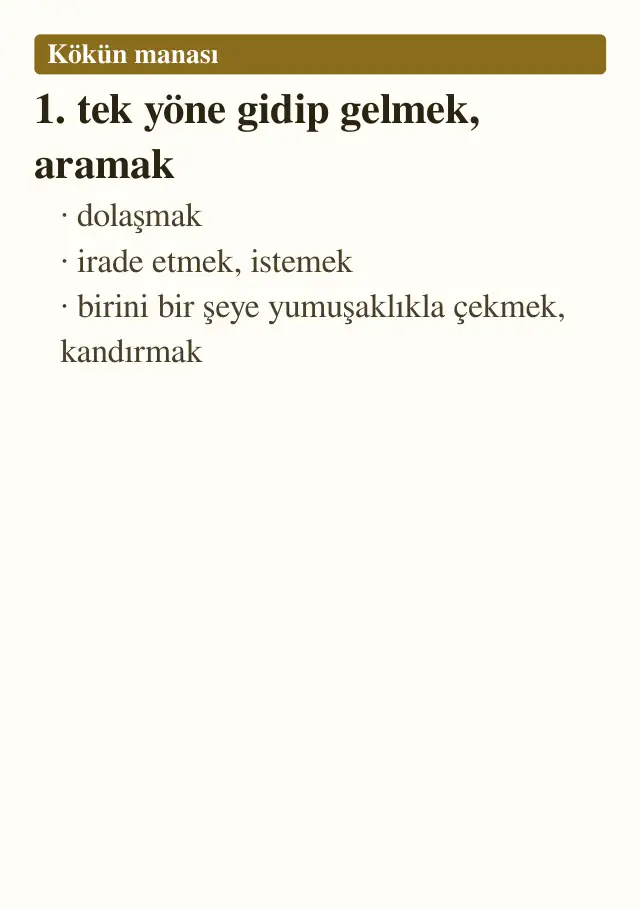 Kökün manası
1. tek yöne gidip gelmek,
aramak
· dolaşmak
· irade etmek, istemek
· birini bir şeye yumuşaklıkla çekmek,
kandırmak